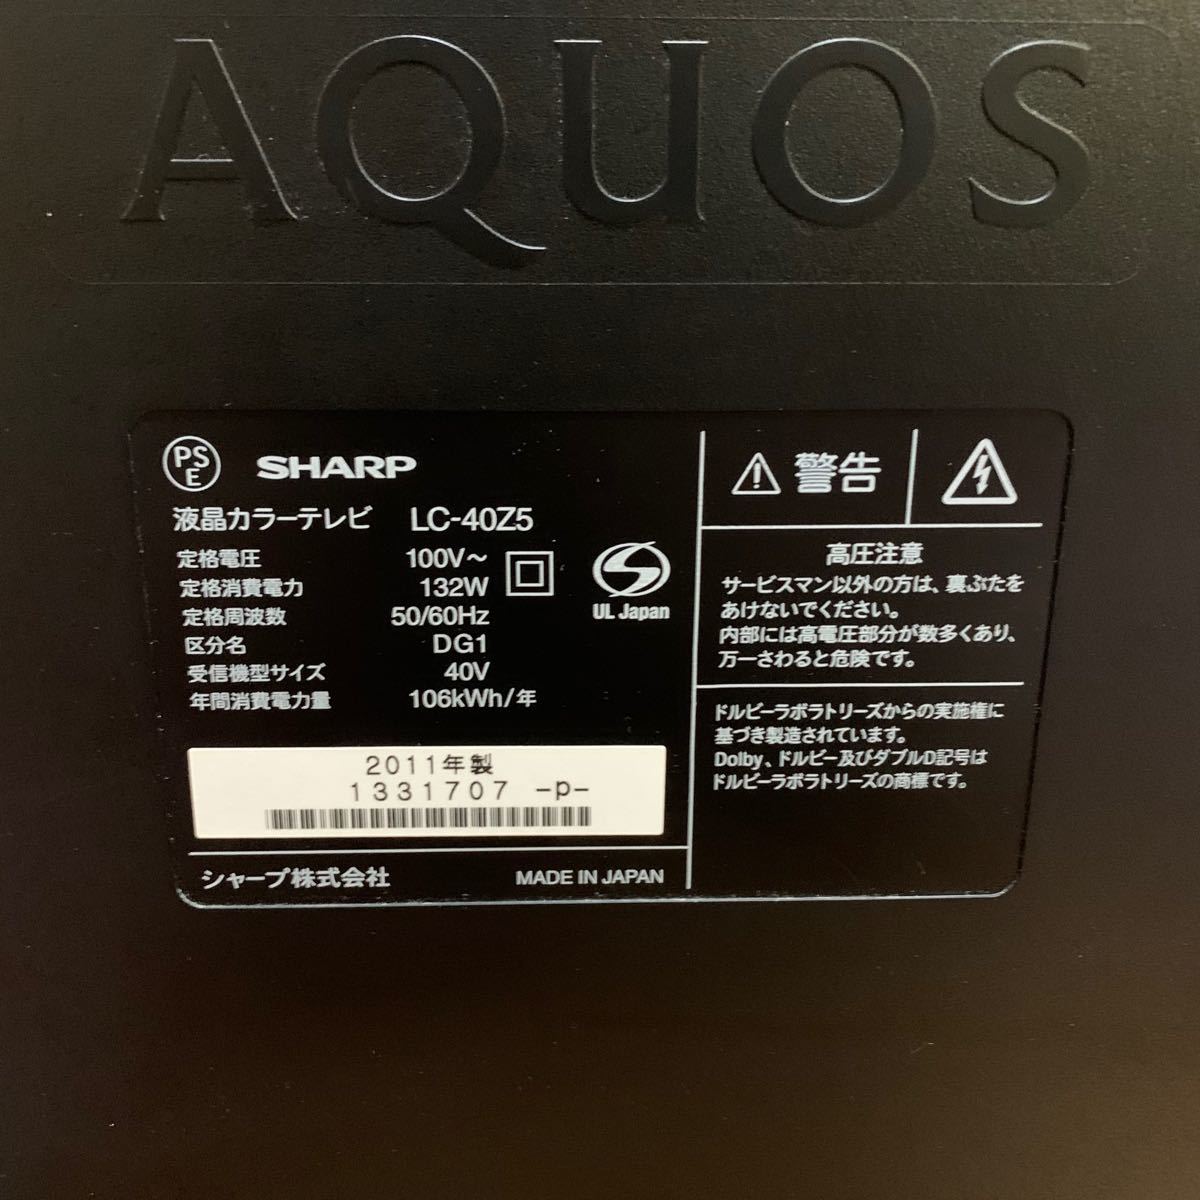 AQUOS
PS
E
SHARP
液晶カラーテレビ LC-40Z5
定格電圧 100V～
定格消費電力 132W
定格周波数 50/60Hz
区分名 DG1
受信機型サイズ 40V
年間消費電力量 106kWh/年
S
UL Japan
2011年製
1331707 -p-
シャープ株式会社 MADE IN JAPAN
警告
高圧注意
サービスマン以外の方は、裏ぶたを
あけないでください。
内部には高電圧部分が数多くあり、
万一さわると危険です。
ドルビーラボラトリーズからの実施権に
基づき製造されています。
Dolby、ドルビー及びダブルD記号は
ドルビーラボラトリーズの商標です。